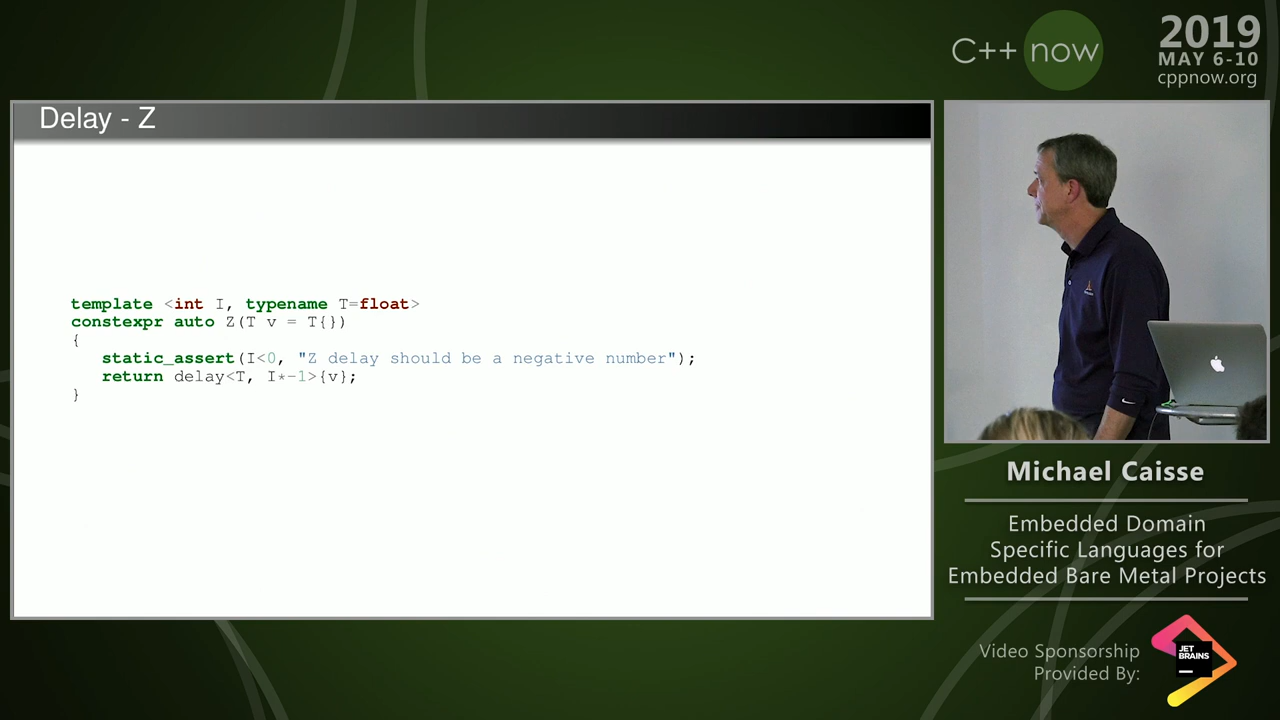 C++ now
2019
MAY 6-10
cppnow.org
Delay - Z
template <int I, typename T=float>
constexpr auto Z(T v = T{})
{
static_assert(I<0, "Z delay should be a negative number");
return delay<T, I*-1>{v};
}
Michael Caisse
Embedded Domain
Specific Languages for
Embedded Bare Metal Projects
Video Sponsorship
Provided By:
JET
BRAINS